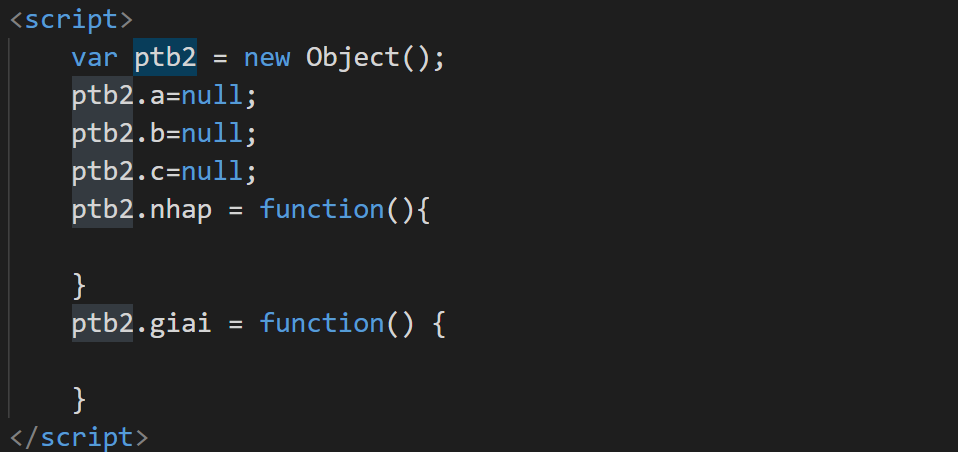 <script>
var ptb2 = new Object();
ptb2.a=null;
ptb2.b=null;
ptb2.c=null;
ptb2.nhap = function(){
}
ptb2.giai = function() {
}
</script>